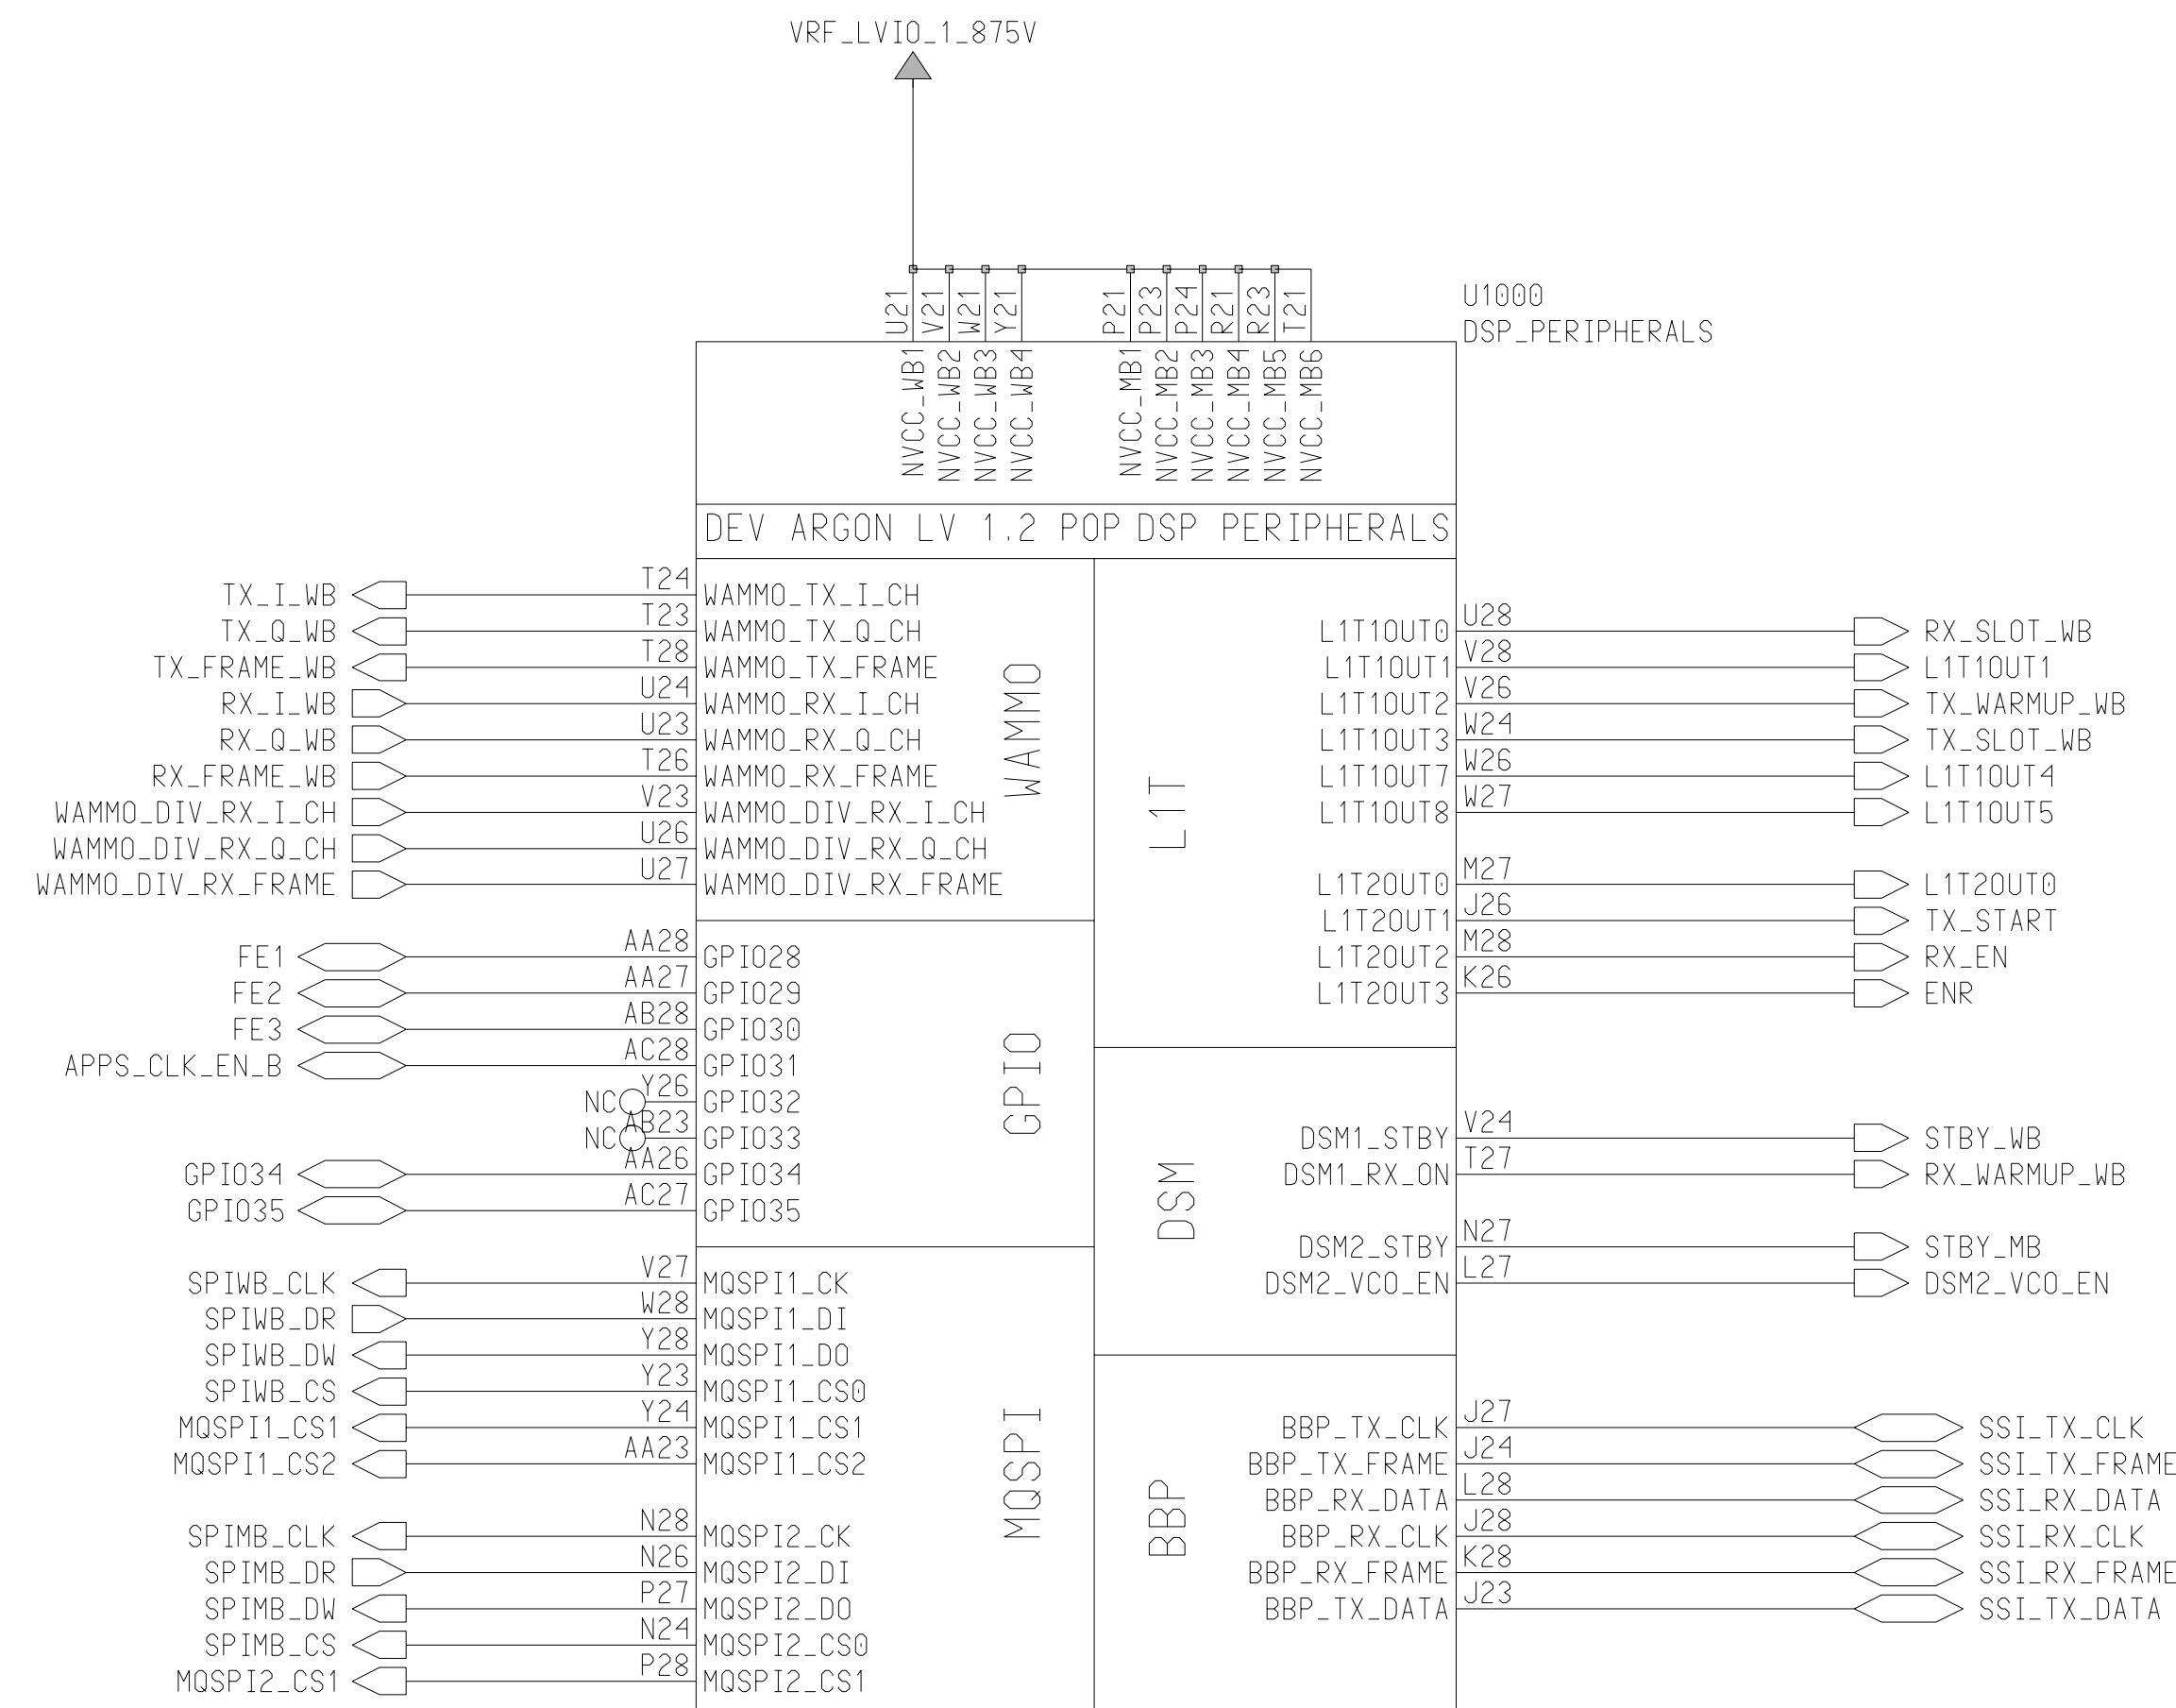 VRF_LVIO_1_875V
U1000
DSP_PERIPHERALS
U21 V21 W21 Y21 P21 P23 P24 R21 R23 T21
NVCC_WB1 NVCC_WB2 NVCC_WB3 NVCC_WB4 NVCC_MB1 NVCC_MB2 NVCC_MB3 NVCC_MB4 NVCC_MB5 NVCC_MB6
DEV ARGON LV 1.2 POP DSP PERIPHERALS
TX_I_WB T24 WAMMO_TX_I_CH
TX_Q_WB T23 WAMMO_TX_Q_CH
TX_FRAME_WB T28 WAMMO_TX_FRAME
RX_I_WB U24 WAMMO_RX_I_CH
RX_Q_WB U23 WAMMO_RX_Q_CH
RX_FRAME_WB T26 WAMMO_RX_FRAME
WAMMO_DIV_RX_I_CH V23 WAMMO_DIV_RX_I_CH
WAMMO_DIV_RX_Q_CH U26 WAMMO_DIV_RX_Q_CH
WAMMO_DIV_RX_FRAME U27 WAMMO_DIV_RX_FRAME
WAMMO
FE1 AA28 GPIO28
FE2 AA27 GPIO29
FE3 AB28 GPIO30
APPS_CLK_EN_B AC28 GPIO31
NC Y26 GPIO32
NC AB23 GPIO33
GPIO34 AA26 GPIO34
GPIO35 AC27 GPIO35
GPIO
SPIWB_CLK V27 MQSPI1_CK
SPIWB_DR W28 MQSPI1_DI
SPIWB_DW Y28 MQSPI1_DO
SPIWB_CS Y23 MQSPI1_CS0
MQSPI1_CS1 Y24 MQSPI1_CS1
MQSPI1_CS2 AA23 MQSPI1_CS2
SPIMB_CLK N28 MQSPI2_CK
SPIMB_DR N26 MQSPI2_DI
SPIMB_DW P27 MQSPI2_DO
SPIMB_CS N24 MQSPI2_CS0
MQSPI2_CS1 P28 MQSPI2_CS1
MQSPI
L1T1OUT0 U28 RX_SLOT_WB
L1T1OUT1 V28 L1T1OUT1
L1T1OUT2 V26 TX_WARMUP_WB
L1T1OUT3 W24 TX_SLOT_WB
L1T1OUT7 W26 L1T1OUT4
L1T1OUT8 W27 L1T1OUT5
L1T2OUT0 M27 L1T2OUT0
L1T2OUT1 J26 TX_START
L1T2OUT2 M28 RX_EN
L1T2OUT3 K26 ENR
L1T
DSM1_STBY V24 STBY_WB
DSM1_RX_ON T27 RX_WARMUP_WB
DSM2_STBY N27 STBY_MB
DSM2_VCO_EN L27 DSM2_VCO_EN
DSM
BBP_TX_CLK J27 SSI_TX_CLK
BBP_TX_FRAME J24 SSI_TX_FRAME
BBP_RX_DATA L28 SSI_RX_DATA
BBP_RX_CLK J28 SSI_RX_CLK
BBP_RX_FRAME K28 SSI_RX_FRAME
BBP_TX_DATA J23 SSI_TX_DATA
BBP